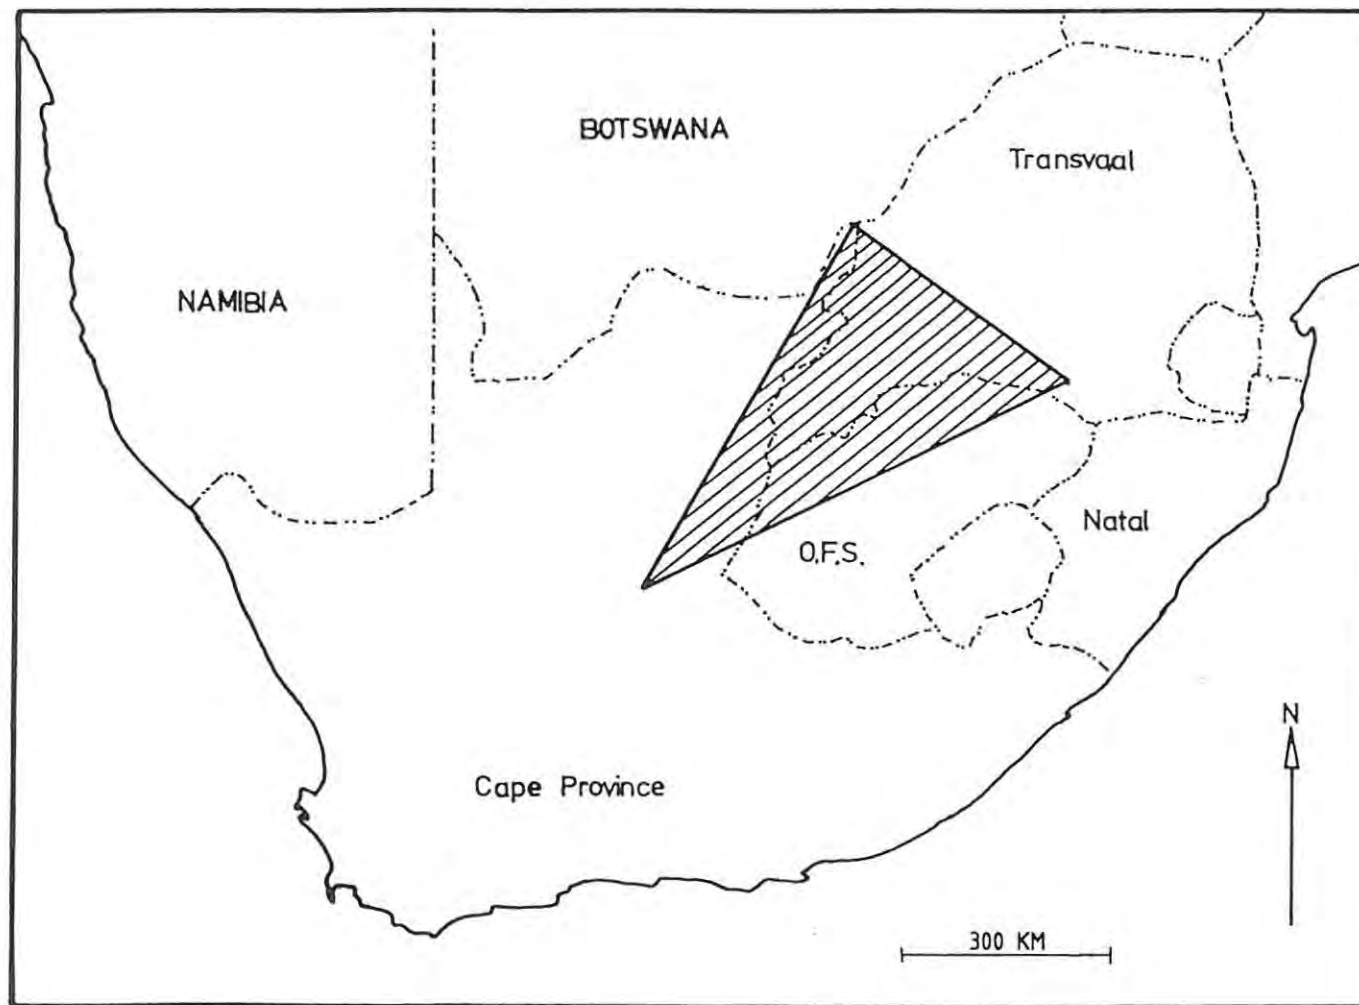 BOTSWANA
Transvaal
NAMIBIA
Natal
O.F.S.
N
Cape Province
300 KM